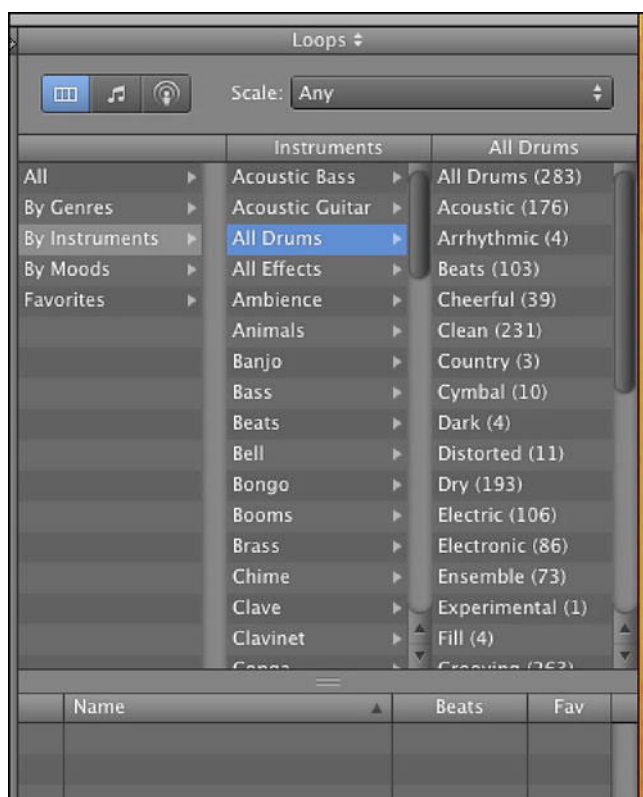 Loops
Scale: Any
Instruments
All Drums
All
By Genres
By Instruments
By Moods
Favorites
Acoustic Bass
Acoustic Guitar
All Drums
All Effects
Ambience
Animals
Banjo
Bass
Beats
Bell
Bongo
Booms
Brass
Chime
Clave
Clavinet
Conga
All Drums (283)
Acoustic (176)
Arrhythmic (4)
Beats (103)
Cheerful (39)
Clean (231)
Country (3)
Cymbal (10)
Dark (4)
Distorted (11)
Dry (193)
Electric (106)
Electronic (86)
Ensemble (73)
Experimental (1)
Fill (4)
Grooving (263)
Name
Beats
Fav